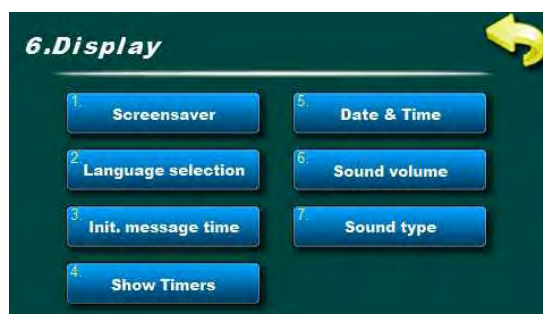 6.Display
1. Screensaver
2. Language selection
3. Init. message time
4. Show Timers
5. Date & Time
6. Sound volume
7. Sound type